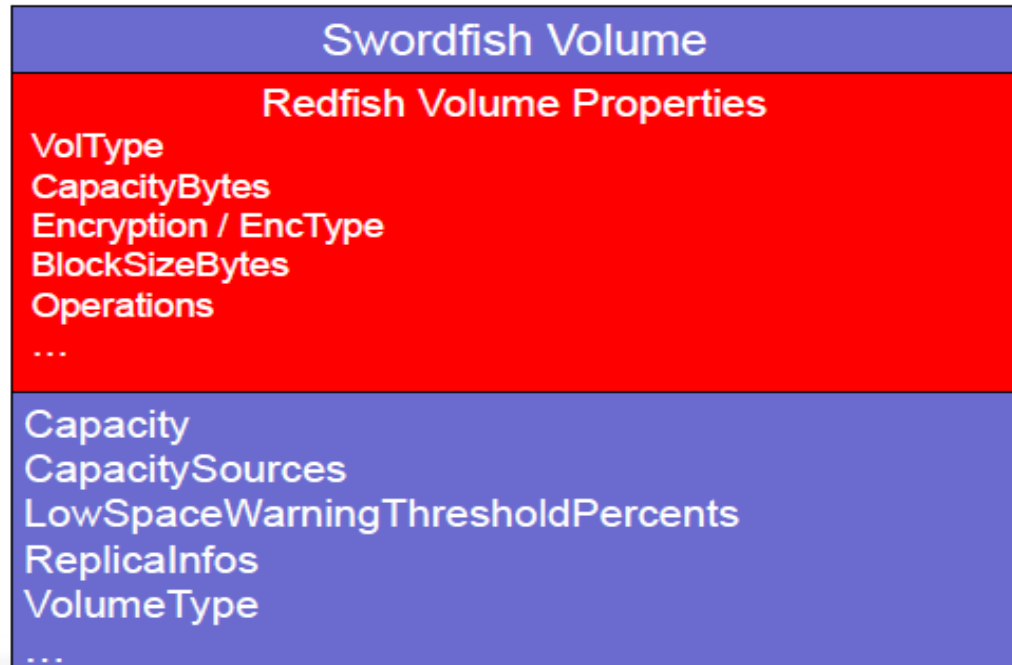 Swordfish Volume
Redfish Volume Properties
VolType
CapacityBytes
Encryption / EncType
BlockSizeBytes
Operations
...
Capacity
CapacitySources
LowSpaceWarningThresholdPercents
ReplicaInfos
VolumeType
...